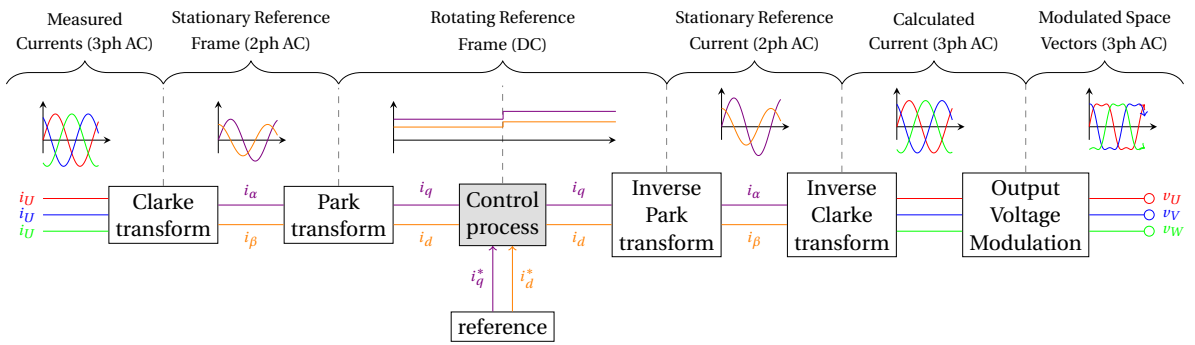 Measured
Currents (3ph AC)
Stationary Reference
Frame (2ph AC)
Rotating Reference
Frame (DC)
Stationary Reference
Current (2ph AC)
Calculated
Current (3ph AC)
Modulated Space
Vectors (3ph AC)
i_U
i_U
i_U
Clarke
transform
i_α
i_β
Park
transform
i_q
i_d
Control
process
i_q
i_d
Inverse
Park
transform
i_α
i_β
Inverse
Clarke
transform
Output
Voltage
Modulation
v_U
v_V
v_W
i_q^*
i_d^*
reference